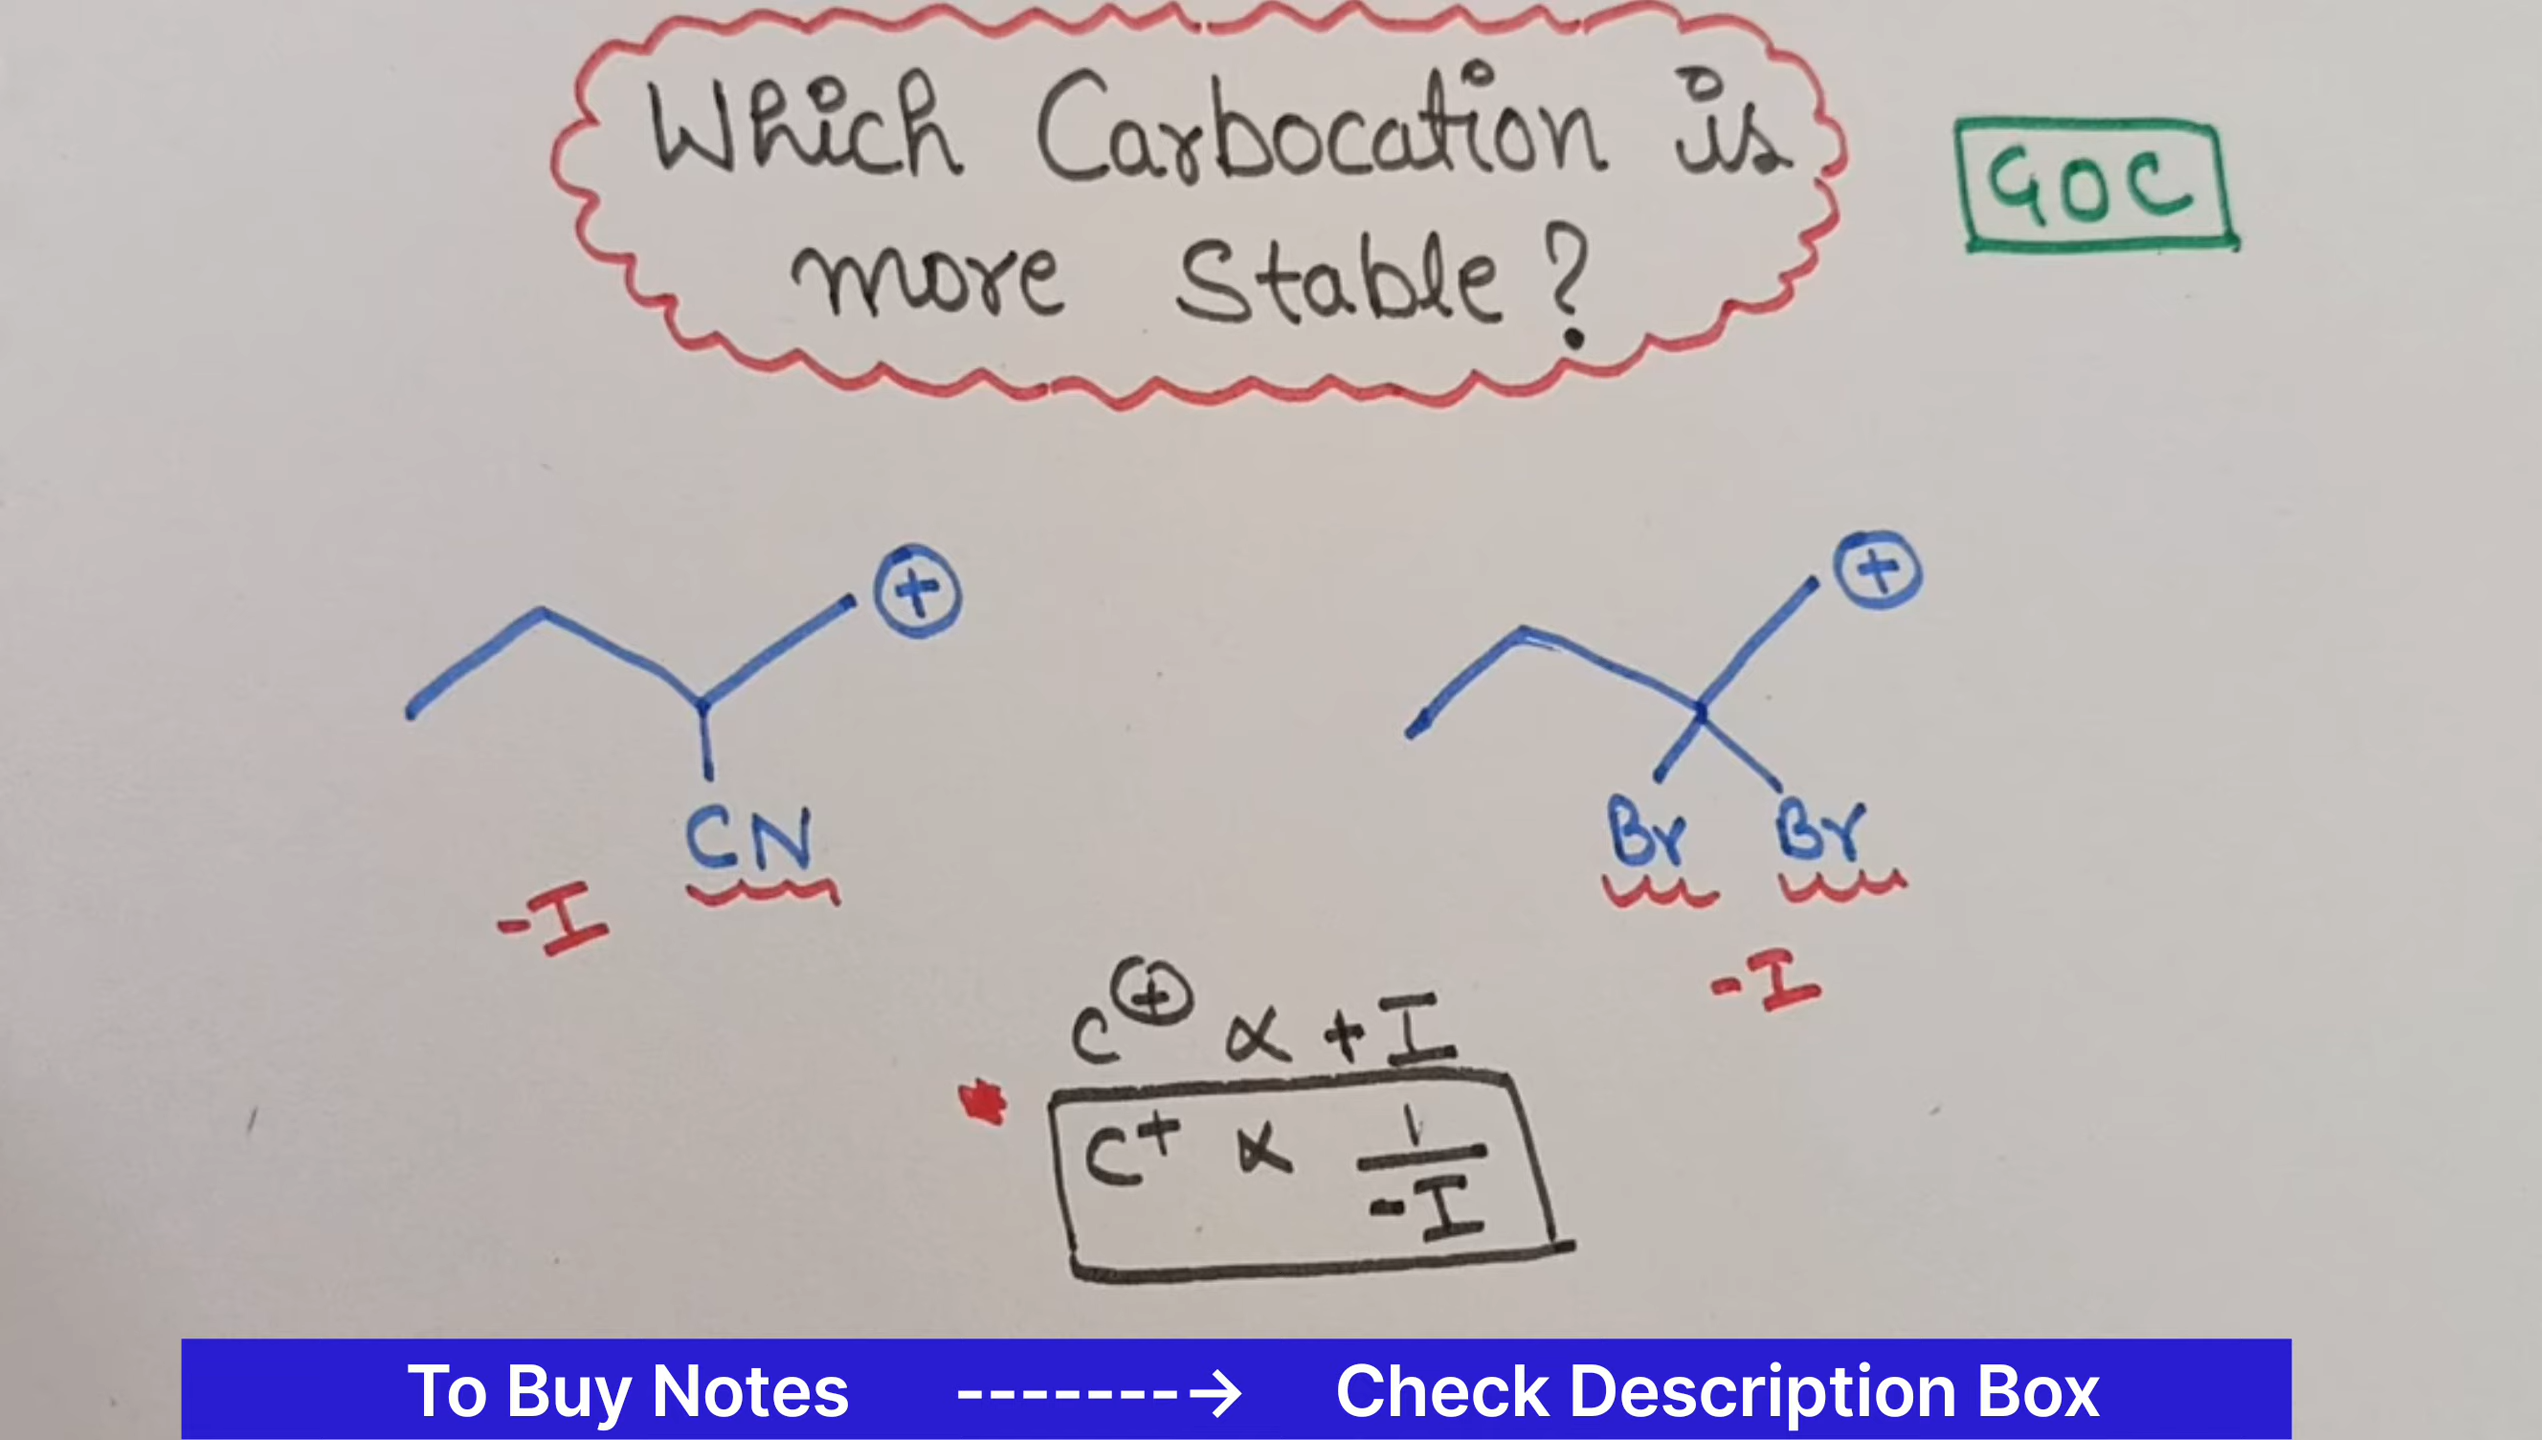 Which Carbocation is
more Stable?
GOC
⊕
⊕
CN
Br Br
-I
-I
C⊕ ∝ +I
C+ ∝ 1/-I
To Buy Notes -------→ Check Description Box